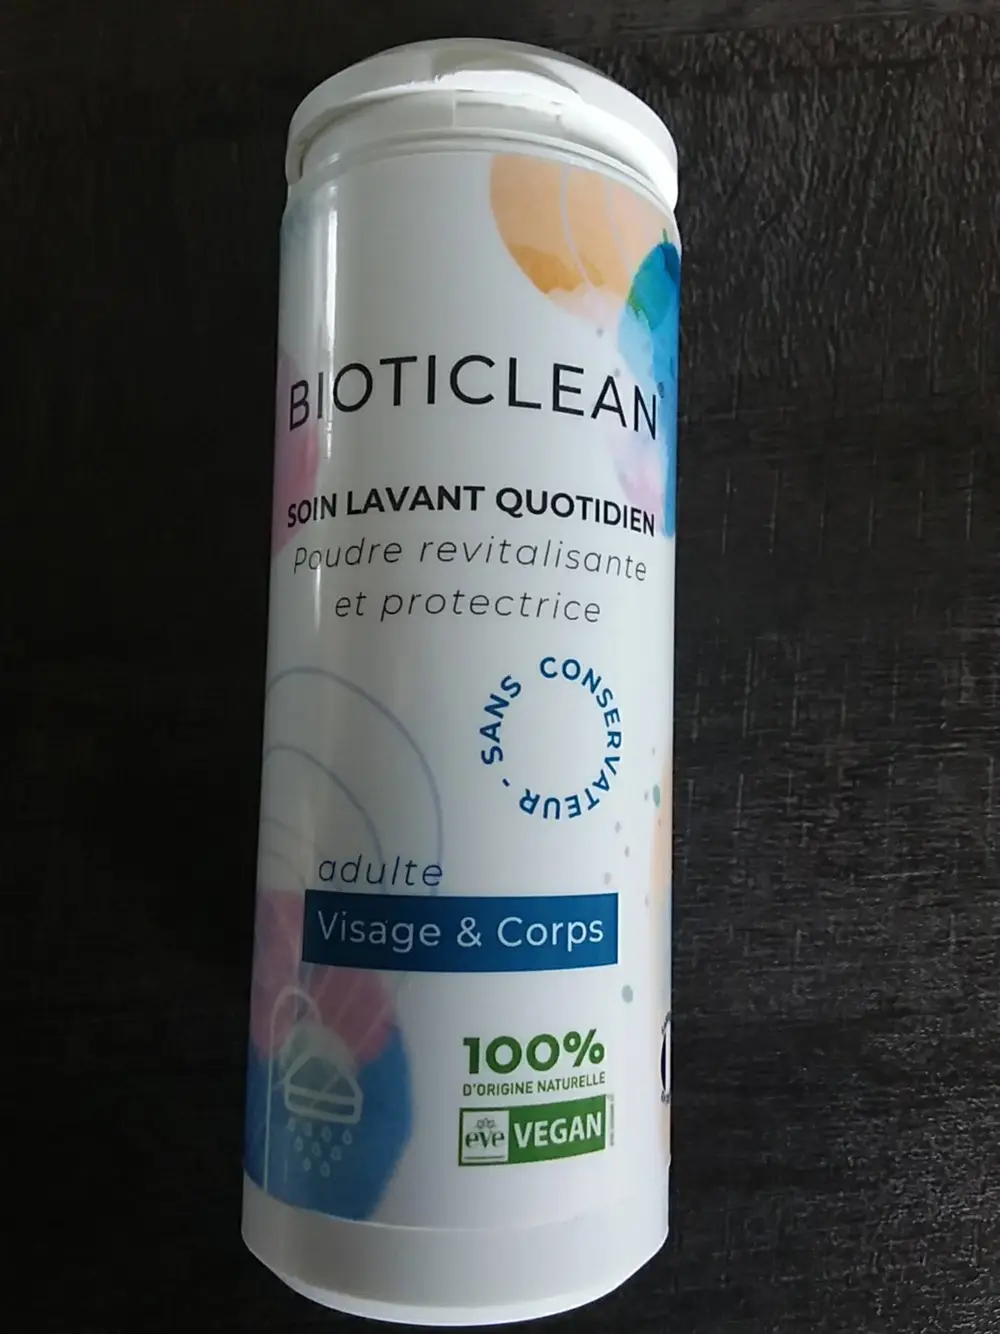 BIOTICLEAN®
SOIN LAVANT QUOTIDIEN
Poudre revitalisante
et protectrice
SANS CONSERVATEUR -
adulte
Visage & Corps
100%
D'ORIGINE NATURELLE
eve VEGAN